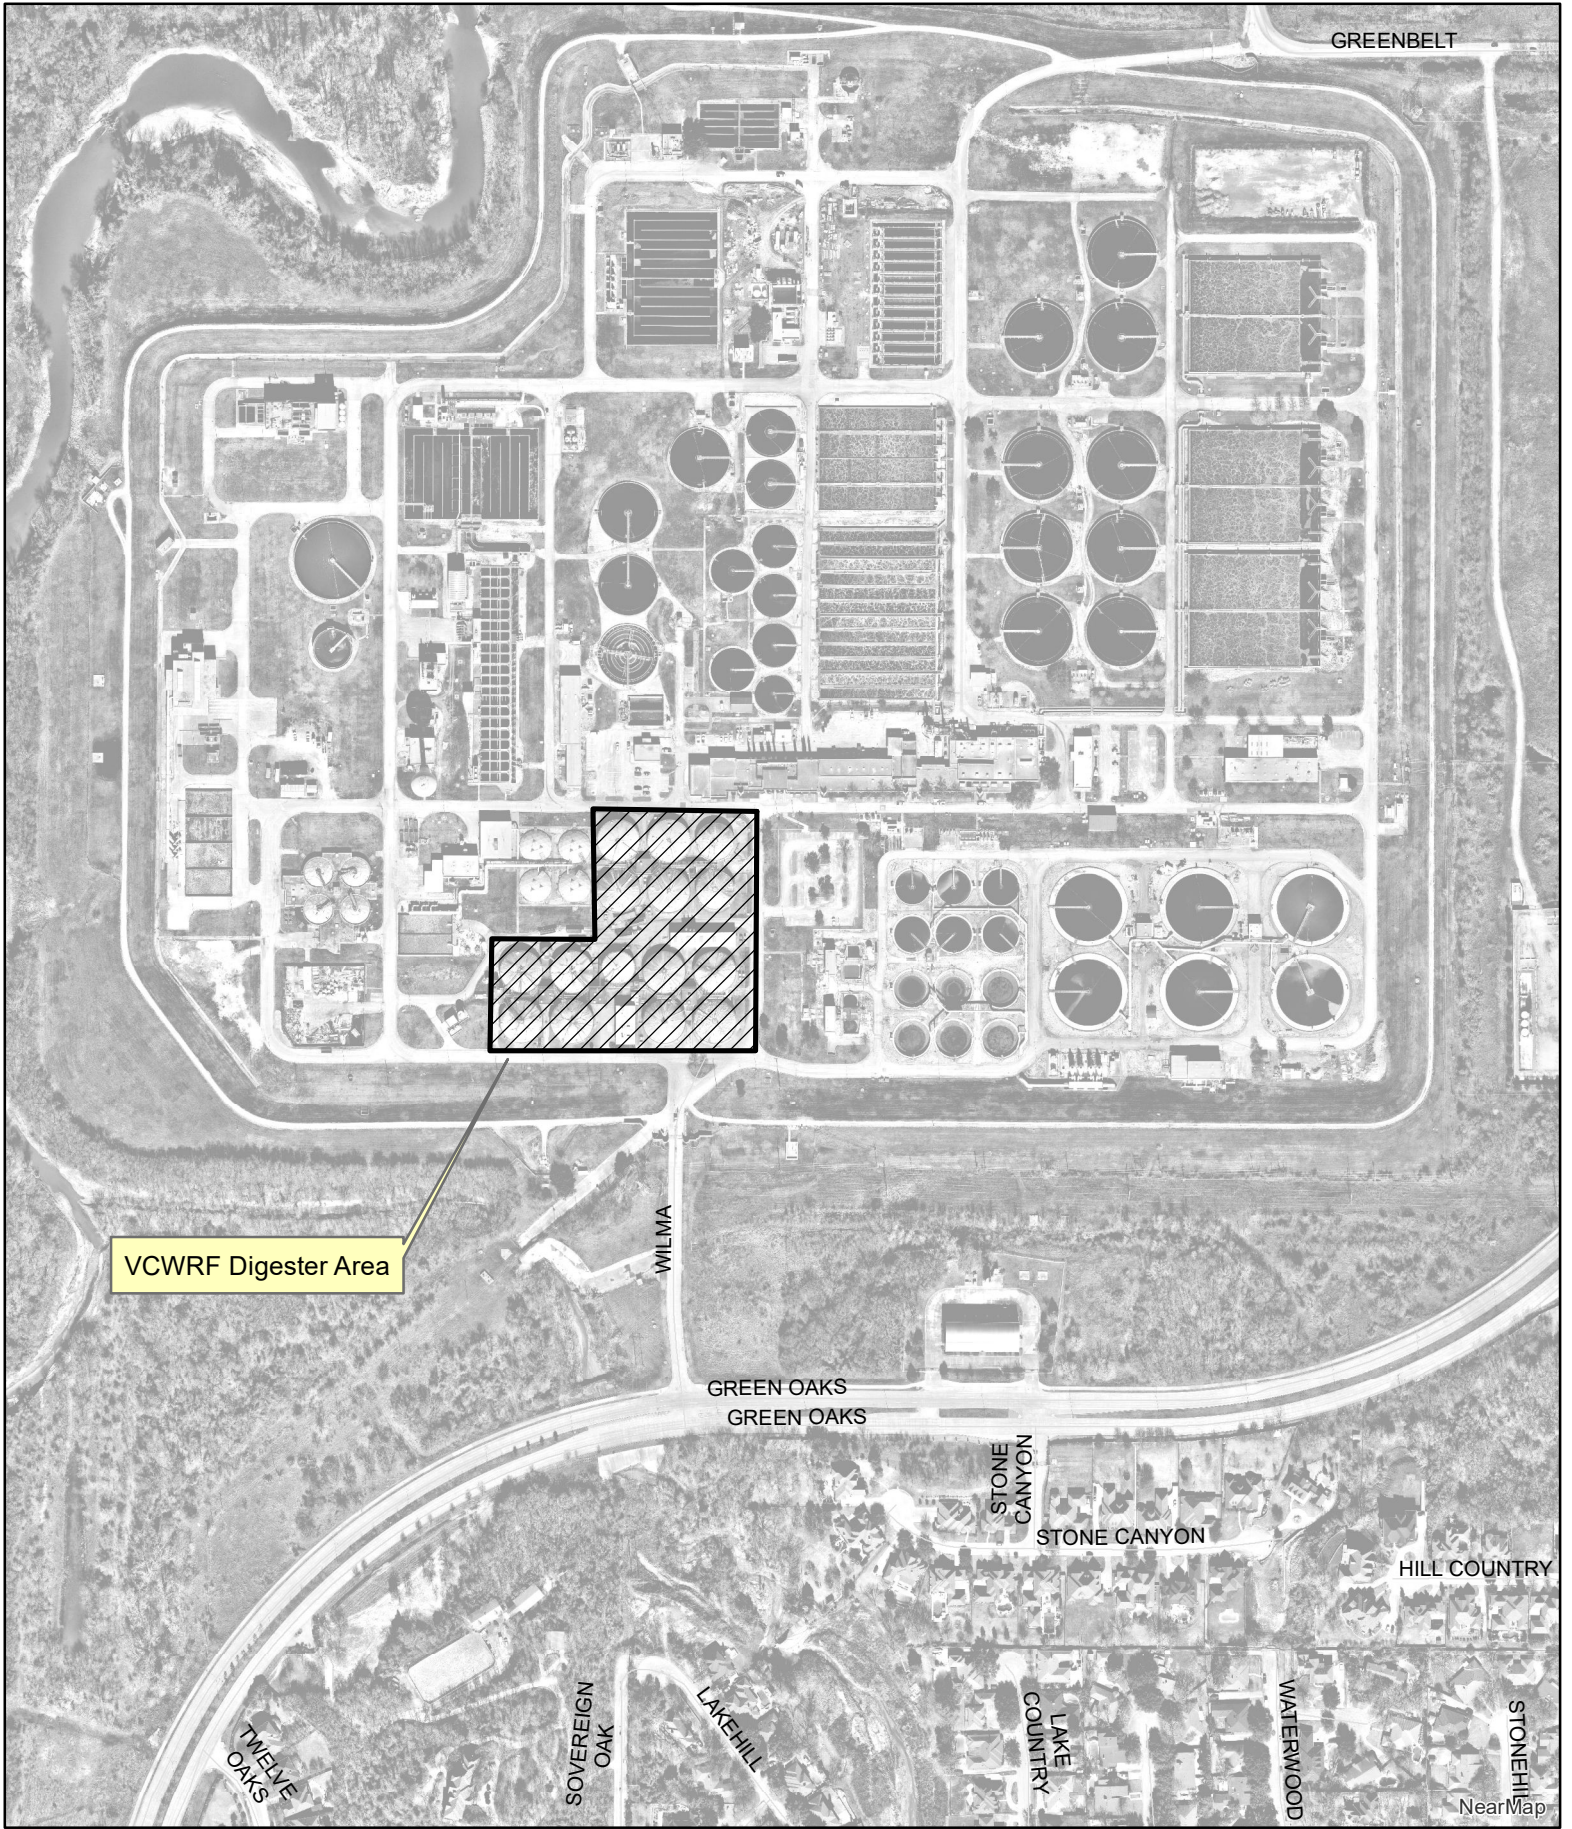 GREENBELT
WILMA
VCWRF Digester Area
GREEN OAKS
GREEN OAKS
STONE
CANYON
STONE CANYON
HILL COUNTRY
TWELVE
OAKS
SOVEREIGN
OAK
LAKEHILL
LAKE
COUNTRY
WATERWOOD
STONEHIL
NearMap